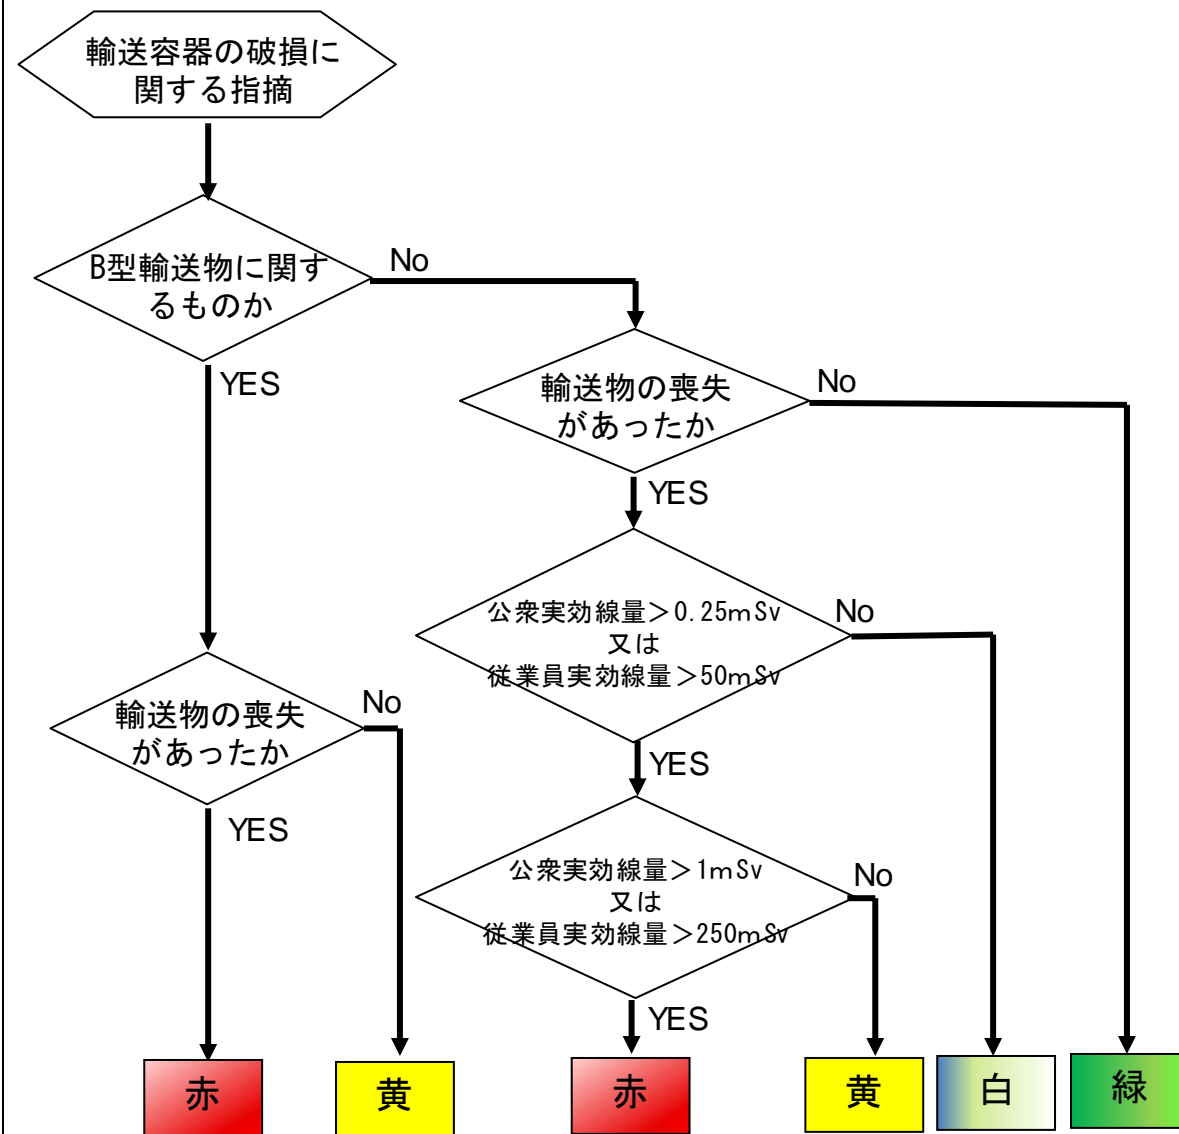 輸送容器の破損に
関する指摘
B型輸送物に関す
るものか
No
YES
輸送物の喪失
があったか
No
YES
公衆実効線量＞0.25ｍSv
又は
従業員実効線量＞50ｍSv
No
YES
輸送物の喪失
があったか
No
YES
公衆実効線量＞1ｍSv
又は
従業員実効線量＞250ｍSv
No
YES
赤
黄
赤
黄
白
緑